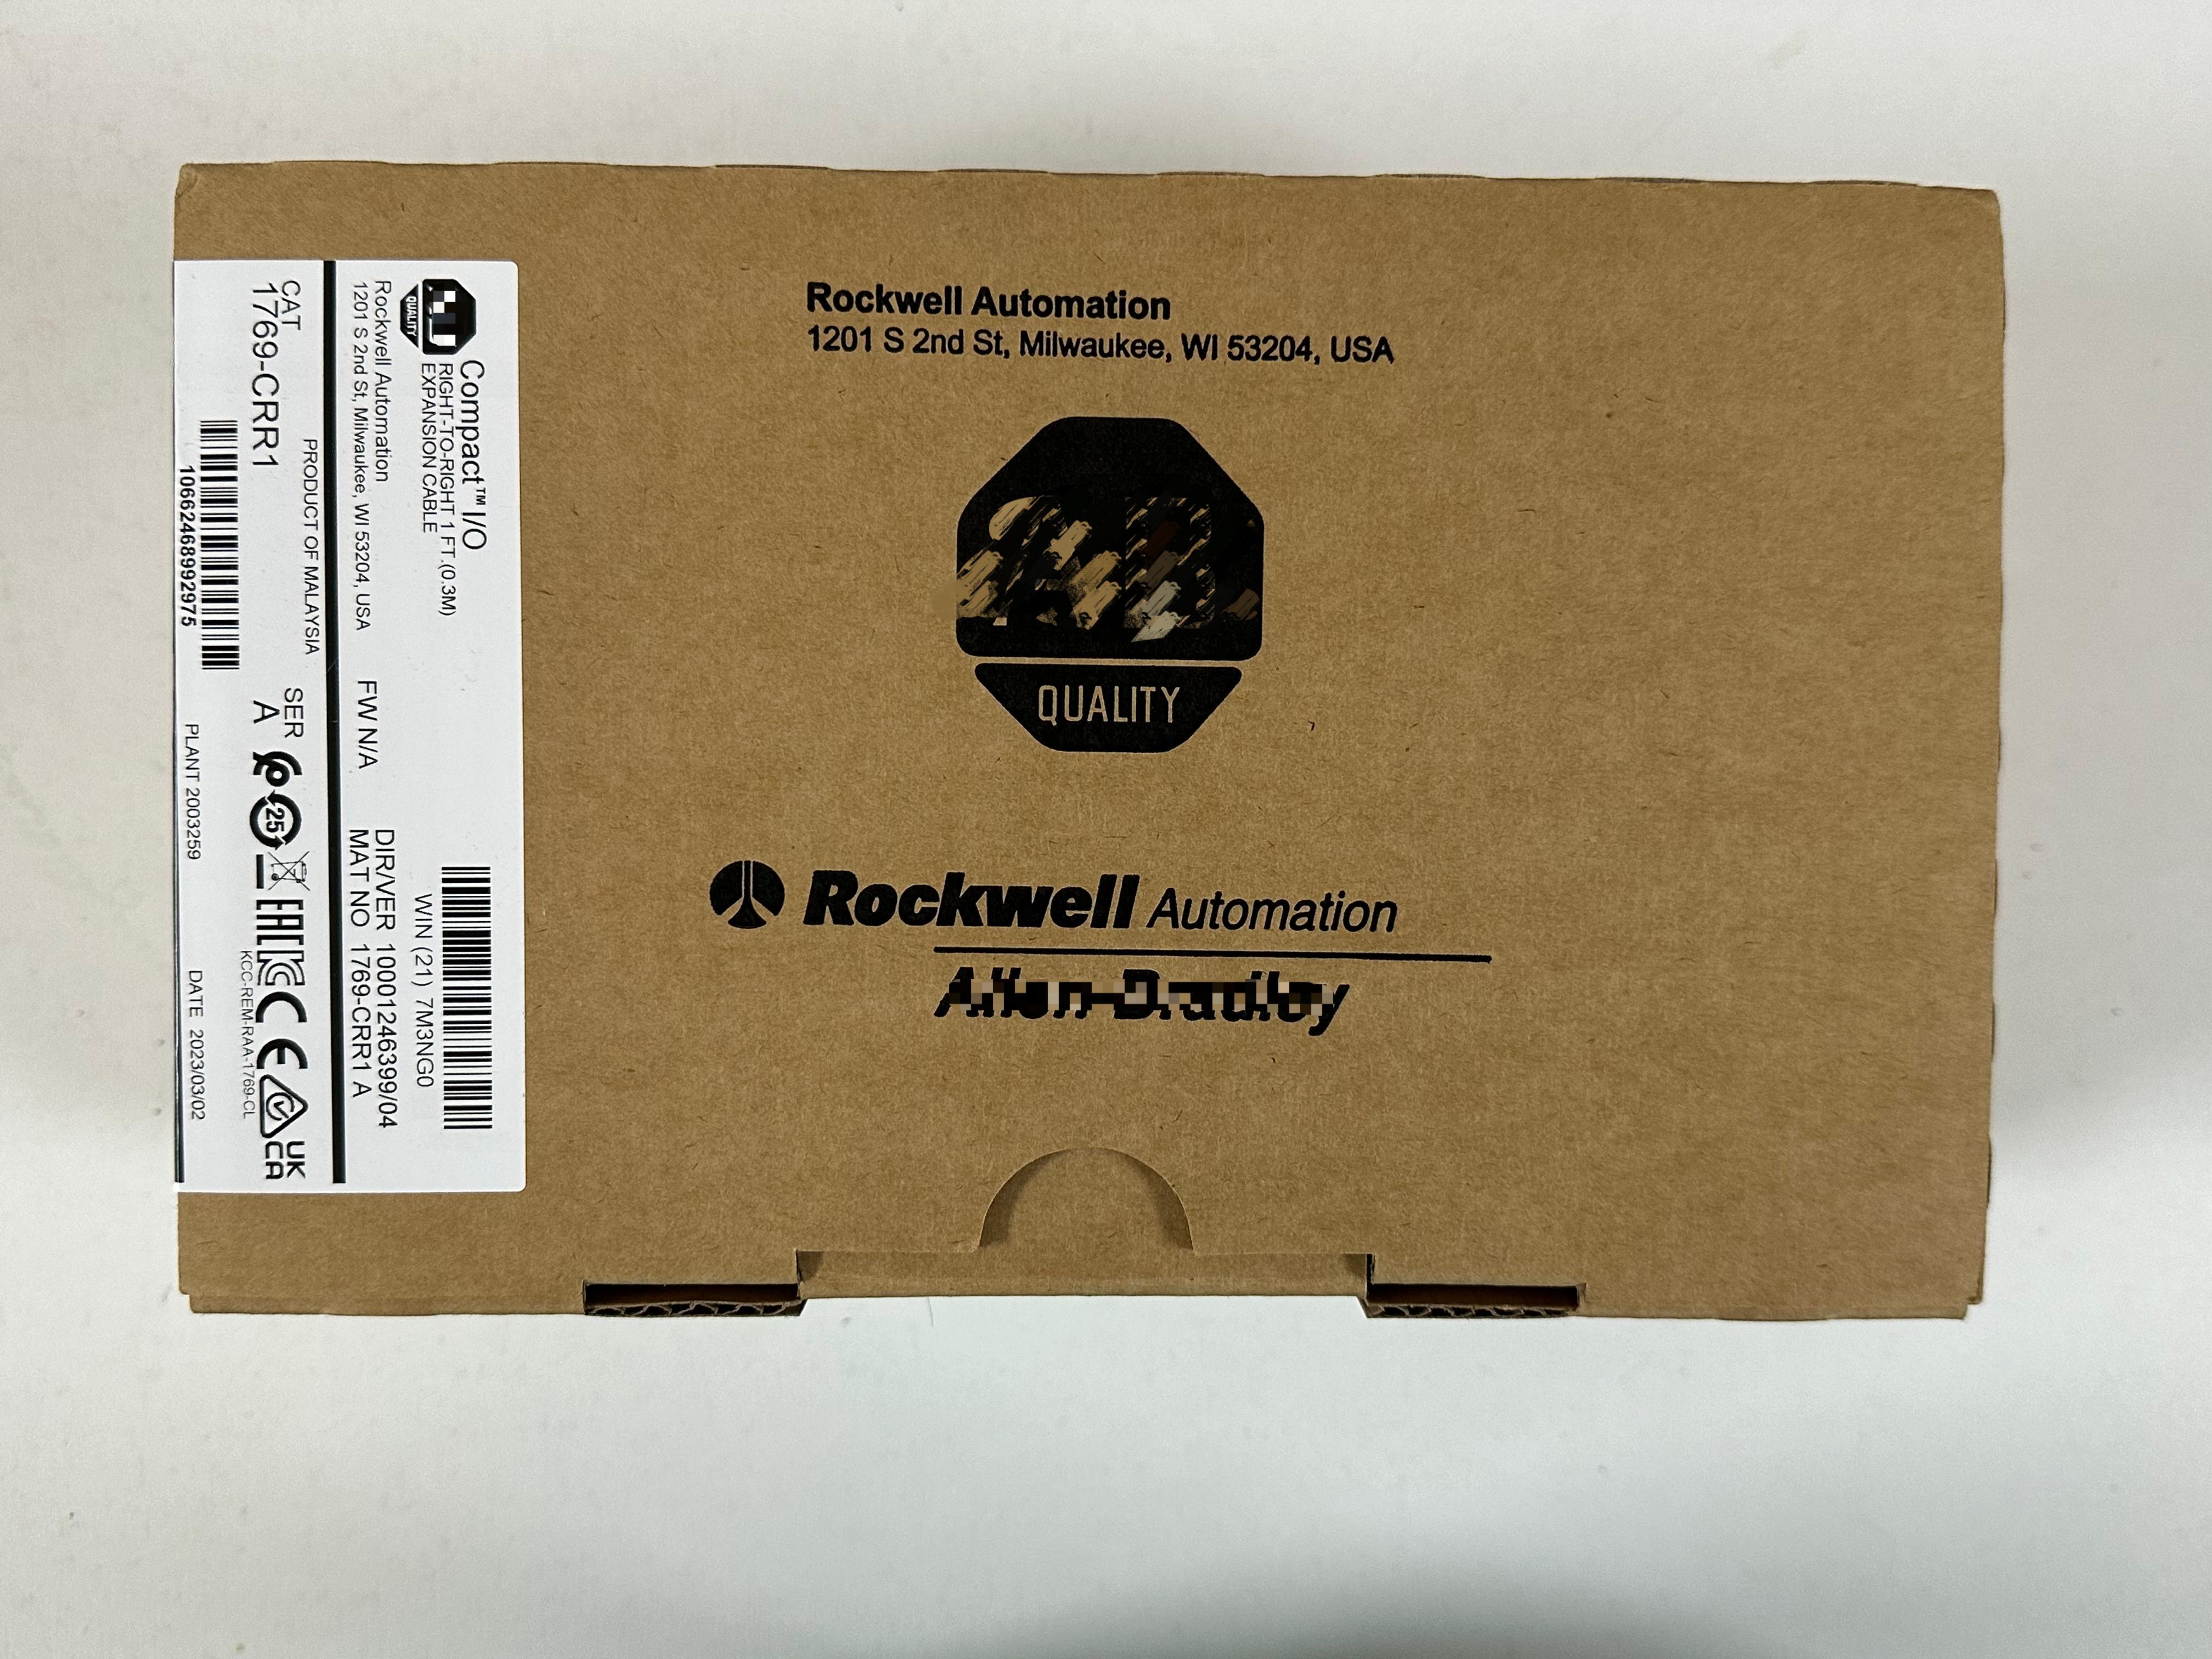 Rockwell Automation
1201 S 2nd St, Milwaukee, WI 53204, USA
QUALITY
Rockwell Automation
Allen-Bradley
QUALITY
Compact™ I/O
RIGHT-TO-RIGHT 1 FT.(0.3M)
EXPANSION CABLE
WIN (21) 7M3NG0
Rockwell Automation
1201 S 2nd St, Milwaukee, WI 53204, USA
FW N/A
DIR/VER 10001246399/04
MAT NO 1769-CRR1 A
PRODUCT OF MALAYSIA
CAT
1769-CRR1
SER
A
25
EAC
CE
UK
CA
KCC-REM-RAA-1769-CL
10662468992975
PLANT 2003259
DATE 2023/03/02